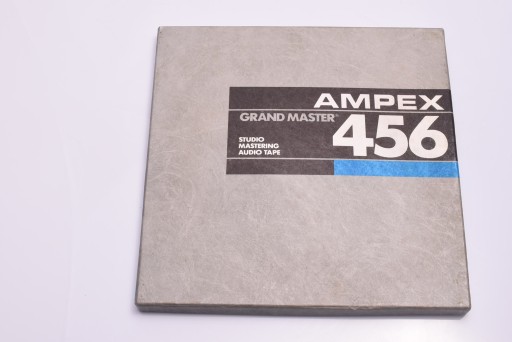 AMPEX
GRAND MASTER®
456
STUDIO
MASTERING
AUDIO TAPE